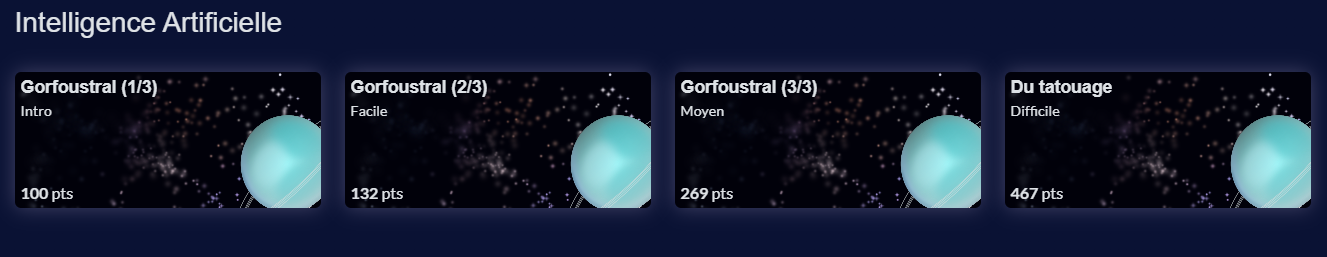 Intelligence Artificielle
Gorfoustral (1/3)
Intro
100 pts
Gorfoustral (2/3)
Facile
132 pts
Gorfoustral (3/3)
Moyen
269 pts
Du tatouage
Difficile
467 pts